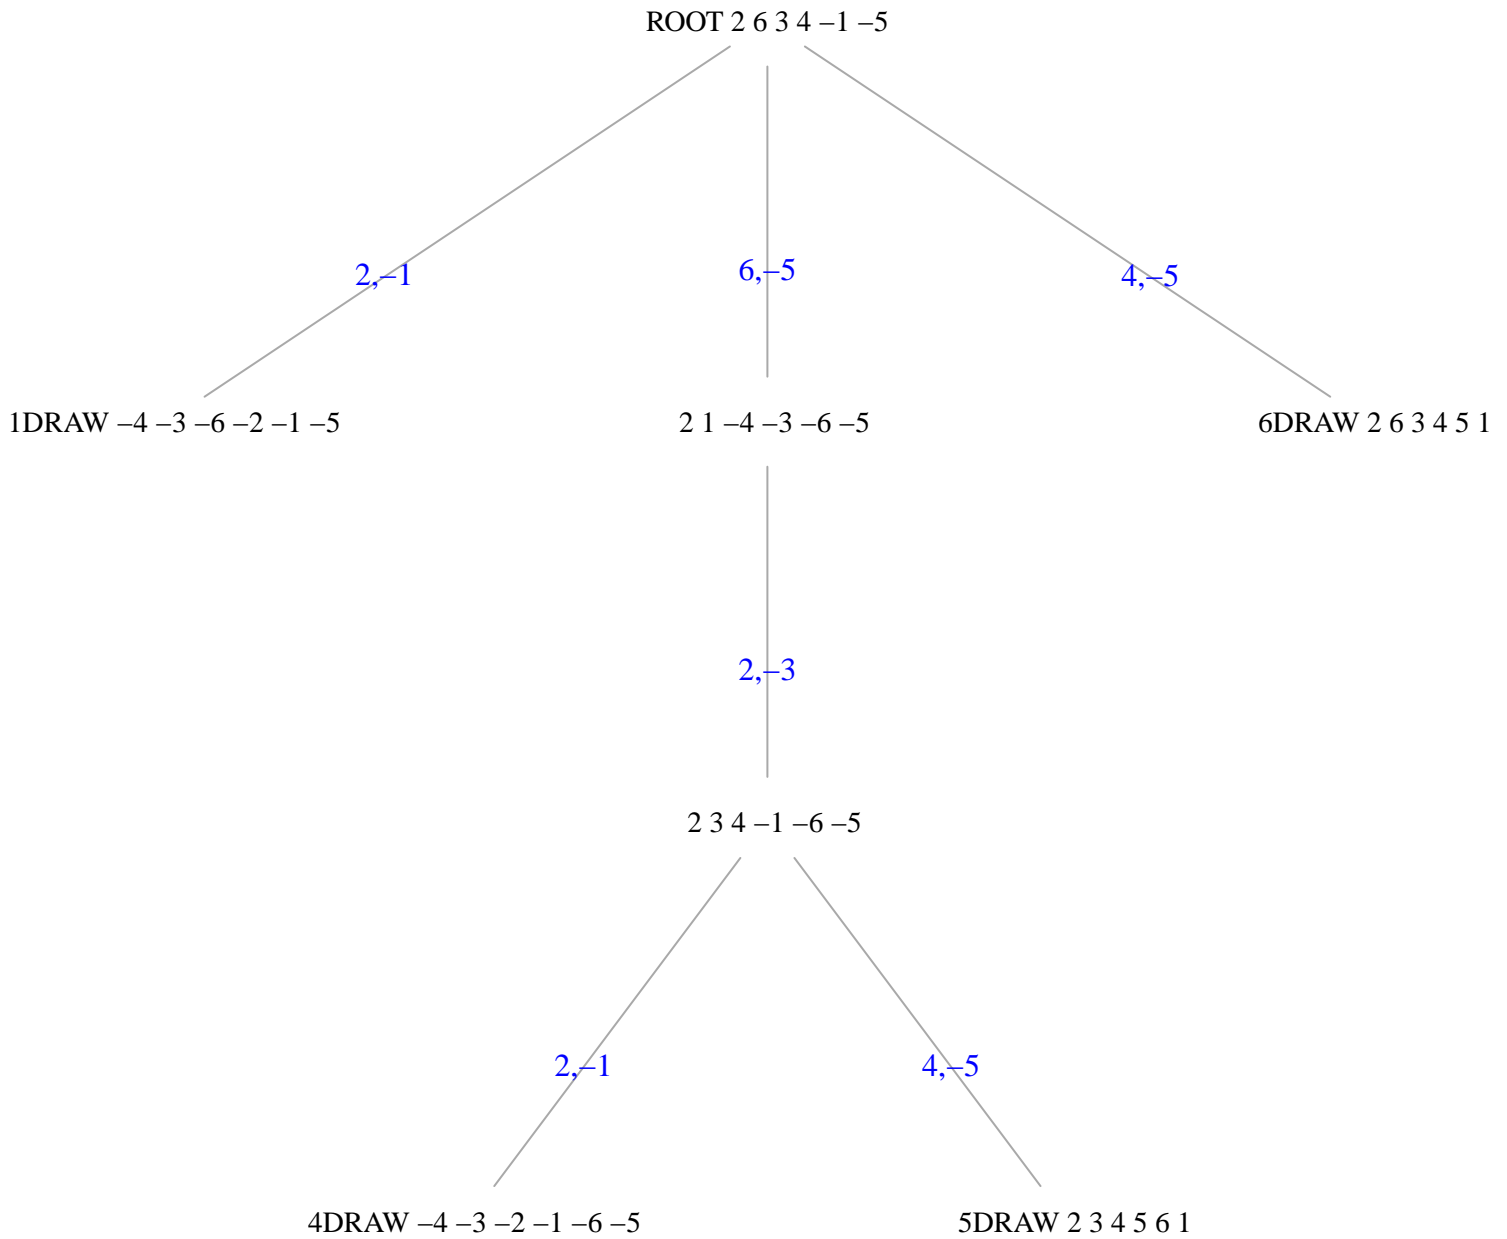 ROOT 2 6 3 4 –1 –5
2,–1
6,–5
4,–5
1DRAW –4 –3 –6 –2 –1 –5
2 1 –4 –3 –6 –5
6DRAW 2 6 3 4 5 1
2,–3
2 3 4 –1 –6 –5
2,–1
4,–5
4DRAW –4 –3 –2 –1 –6 –5
5DRAW 2 3 4 5 6 1